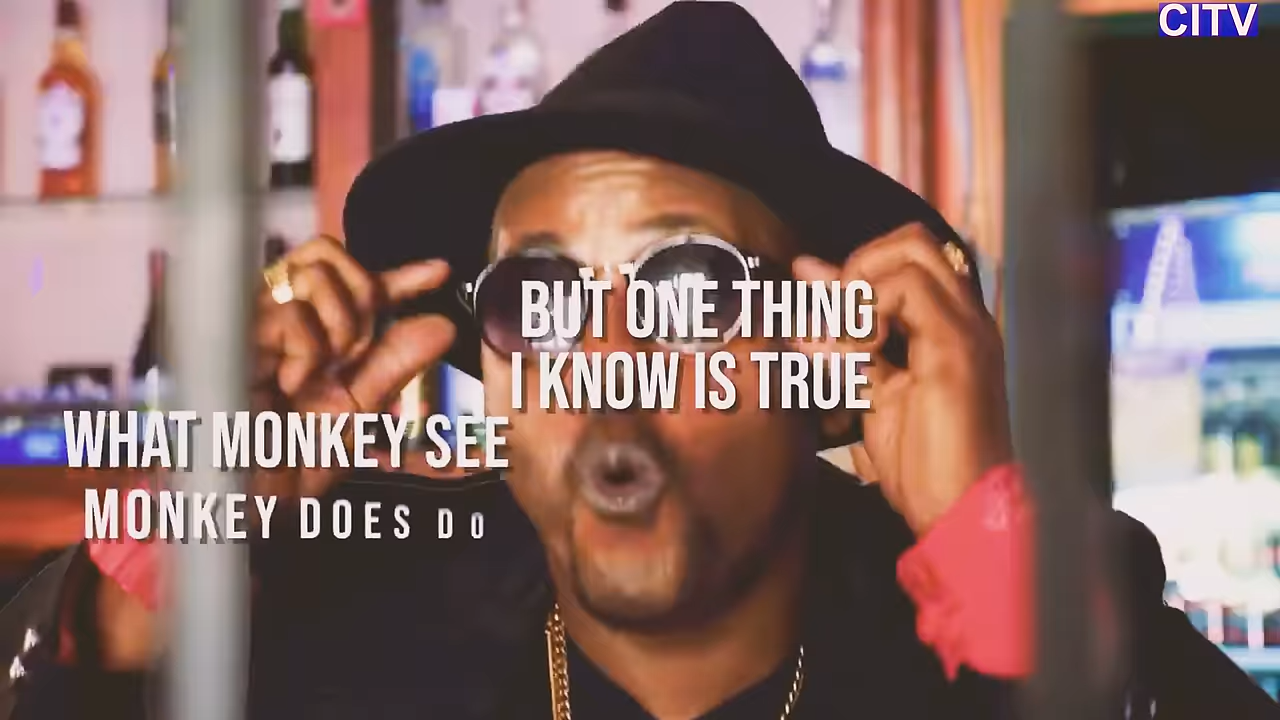 CITV
BUT ONE THING
I KNOW IS TRUE
WHAT MONKEY SEE
MONKEY DOES DO